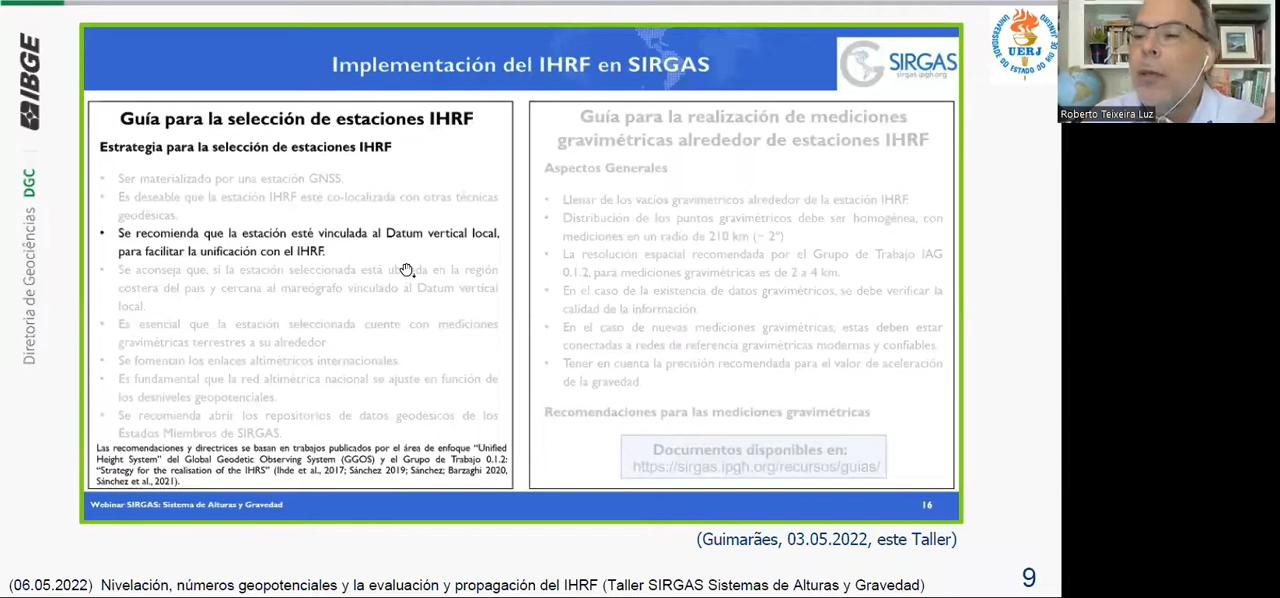 IBGE
Diretoria de Geociências DGC
Implementación del IHRF en SIRGAS
SIRGAS
sirgas.ipgh.org
UNIVERSIDADE DO ESTADO DO RIO DE JANEIRO
UERJ
Roberto Teixeira Luz
Guía para la selección de estaciones IHRF
Estrategia para la selección de estaciones IHRF
• Ser materializado por una estación GNSS.
• Es deseable que la estación IHRF esté co-localizada con otras técnicas
geodésicas.
• Se recomienda que la estación esté vinculada al Datum vertical local,
para facilitar la unificación con el IHRF.
• Se aconseja que, si la estación seleccionada está ubicada en la región
costera del país y cercana al mareógrafo vinculado al Datum vertical
local.
• Es esencial que la estación seleccionada cuente con mediciones
gravimétricas terrestres a su alrededor
• Se fomentan los enlaces altimétricos internacionales.
• Es fundamental que la red altimétrica nacional se ajuste en función de
los desniveles geopotenciales.
• Se recomienda abrir los repositorios de datos geodésicos de los
Estados Miembros de SIRGAS.
Las recomendaciones y directrices se basan en trabajos publicados por el área de enfoque “Unified
Height System” del Global Geodetic Observing System (GGOS) y el Grupo de Trabajo 0.1.2:
“Strategy for the realisation of the IHRS” (Ihde et al., 2017; Sánchez 2019; Sánchez; Barzaghi 2020,
Sánchez et al., 2021).
Guía para la realización de mediciones
gravimétricas alrededor de estaciones IHRF
Aspectos Generales
• Llenar de los vacíos gravimétricos alrededor de la estación IHRF.
• Distribución de los puntos gravimétricos debe ser homogénea, con
mediciones en un radio de 210 km (~ 2°)
• La resolución espacial recomendada por el Grupo de Trabajo IAG
0.1.2, para mediciones gravimétricas es de 2 a 4 km.
• En el caso de la existencia de datos gravimétricos, se debe verificar la
calidad de la información.
• En el caso de nuevas mediciones gravimétricas, estas deben estar
conectadas a redes de referencia gravimétricas modernas y confiables.
• Tener en cuenta la precisión recomendada para el valor de aceleración
de la gravedad.
Recomendaciones para las mediciones gravimétricas
Documentos disponibles en:
https://sirgas.ipgh.org/recursos/guias/
Webinar SIRGAS: Sistema de Alturas y Gravedad
16
(Guimarães, 03.05.2022, este Taller)
(06.05.2022) Nivelación, números geopotenciales y la evaluación y propagación del IHRF (Taller SIRGAS Sistemas de Alturas y Gravedad)
9